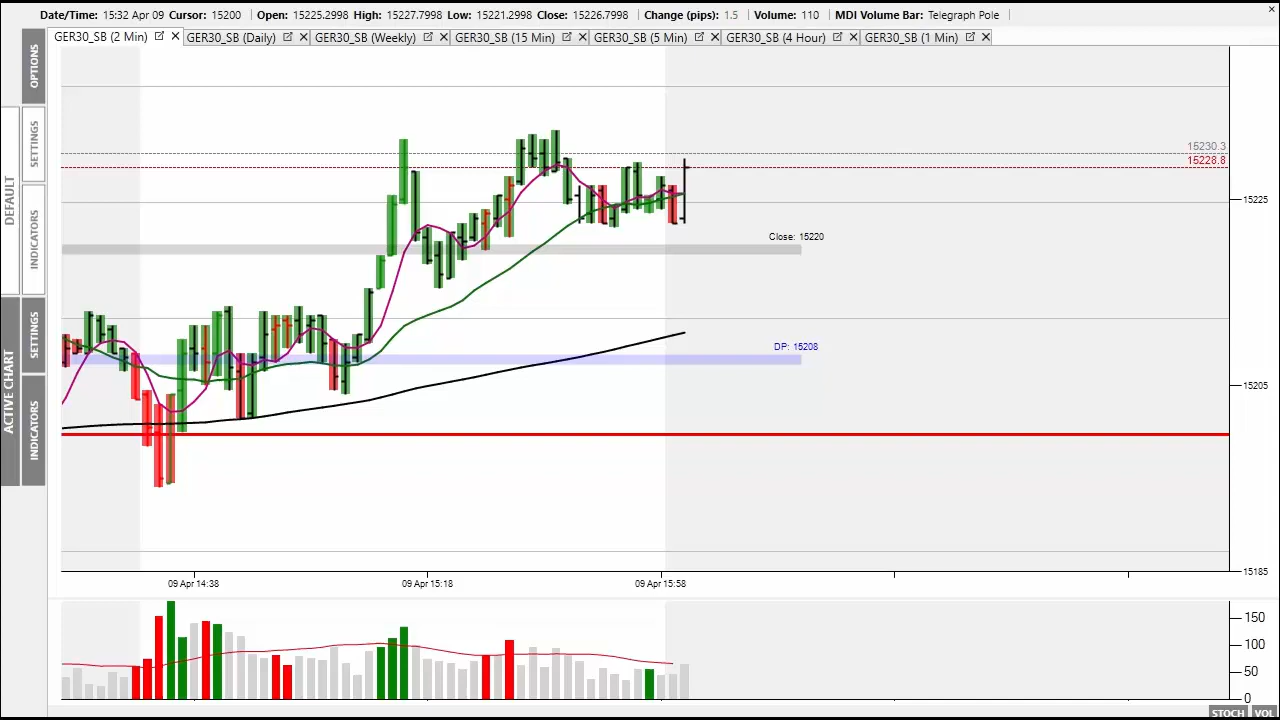 Date/Time: 15:32 Apr 09 Cursor: 15200 Open: 15225.2998 High: 15227.7998 Low: 15221.2998 Close: 15226.7998 Change (pips): 1.5 Volume: 110 MDI Volume Bar: Telegraph Pole
GER30_SB (2 Min) GER30_SB (Daily) GER30_SB (Weekly) GER30_SB (15 Min) GER30_SB (5 Min) GER30_SB (4 Hour) GER30_SB (1 Min)
OPTIONS
DEFAULT
SETTINGS
INDICATORS
ACTIVE CHART
SETTINGS
INDICATORS
15230.3
15228.8
15225
Close: 15220
DP: 15208
15205
15185
09 Apr 14:38 09 Apr 15:18 09 Apr 15:58
150
100
50
0
STOCH VOL